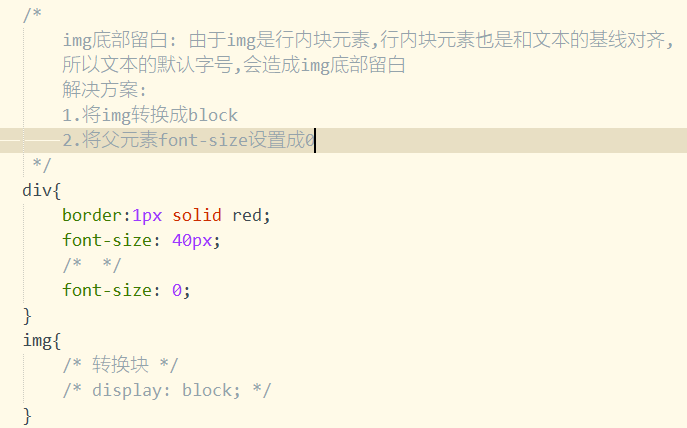 /*
img底部留白: 由于img是行内块元素,行内块元素也是和文本的基线对齐,
所以文本的默认字号,会造成img底部留白
解决方案:
1.将img转换成block
2.将父元素font-size设置成0
*/
div{
border:1px solid red;
font-size: 40px;
/*  */
font-size: 0;
}
img{
/* 转换块 */
/* display: block; */
}